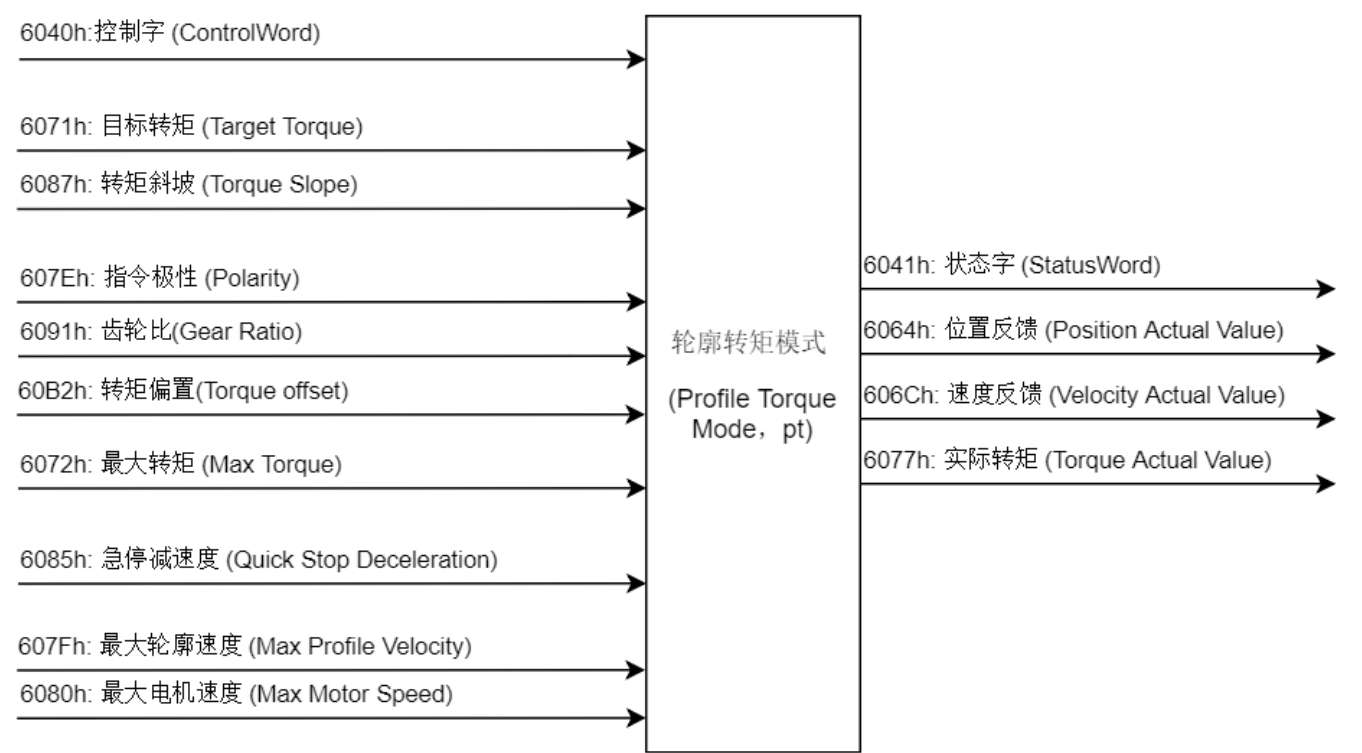 6040h:控制字 (ControlWord)
6071h: 目标转矩 (Target Torque)
6087h: 转矩斜坡 (Torque Slope)
607Eh: 指令极性 (Polarity)
6091h: 齿轮比(Gear Ratio)
60B2h: 转矩偏置(Torque offset)
6072h: 最大转矩 (Max Torque)
6085h: 急停减速度 (Quick Stop Deceleration)
607Fh: 最大轮廓速度 (Max Profile Velocity)
6080h: 最大电机速度 (Max Motor Speed)
轮廓转矩模式
(Profile Torque
Mode，pt)
6041h: 状态字 (StatusWord)
6064h: 位置反馈 (Position Actual Value)
606Ch: 速度反馈 (Velocity Actual Value)
6077h: 实际转矩 (Torque Actual Value)